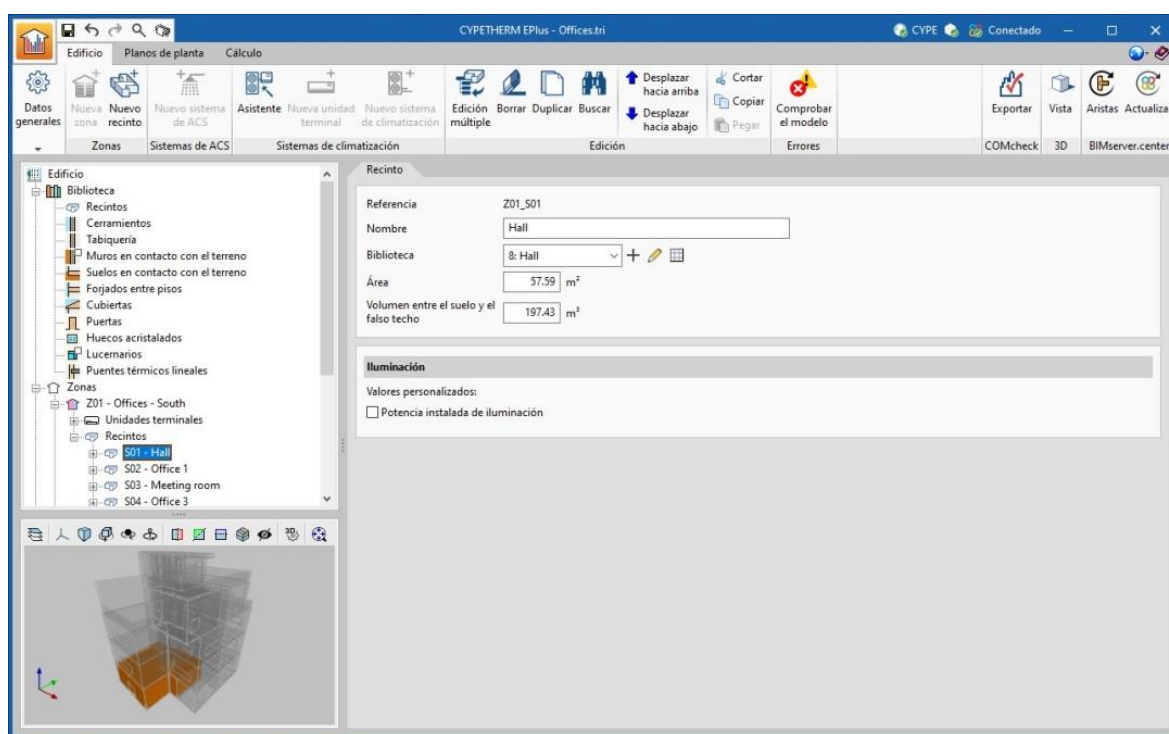 CYPETHERM EPlus - Offices.tri
CYPE
Conectado
Edificio Planos de planta Cálculo
Datos generales
Nueva zona
Nuevo recinto
Nuevo sistema de ACS
Asistente
Nueva unidad terminal
Nuevo sistema de climatización
Edición múltiple
Borrar
Duplicar
Buscar
Desplazar hacia arriba
Desplazar hacia abajo
Cortar
Copiar
Pegar
Comprobar el modelo
Exportar
Vista
Aristas
Actualiza
Zonas
Sistemas de ACS
Sistemas de climatización
Edición
Errores
COMcheck
3D
BIMserver.center
Edificio
Biblioteca
Recintos
Cerramientos
Tabiquería
Muros en contacto con el terreno
Suelos en contacto con el terreno
Forjados entre pisos
Cubiertas
Puertas
Huecos acristalados
Lucernarios
Puentes térmicos lineales
Zonas
Z01 - Offices - South
Unidades terminales
Recintos
S01 - Hall
S02 - Office 1
S03 - Meeting room
S04 - Office 3
3D
Recinto
Referencia Z01_S01
Nombre Hall
Biblioteca 8: Hall
Área 57.59 m²
Volumen entre el suelo y el
falso techo 197.43 m³
Iluminación
Valores personalizados:
Potencia instalada de iluminación